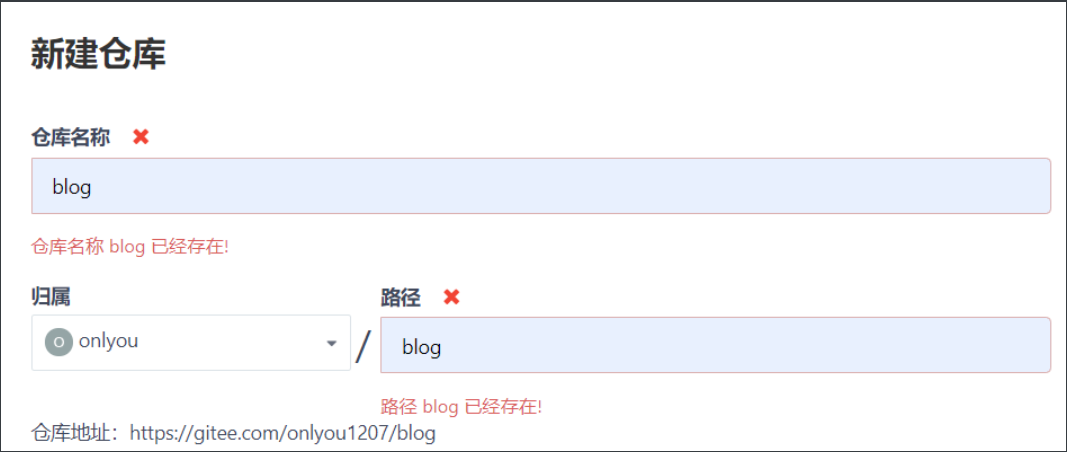 新建仓库
仓库名称 ✖
blog
仓库名称 blog 已经存在!
归属
路径 ✖
O onlyou / blog
路径 blog 已经存在!
仓库地址：https://gitee.com/onlyou1207/blog